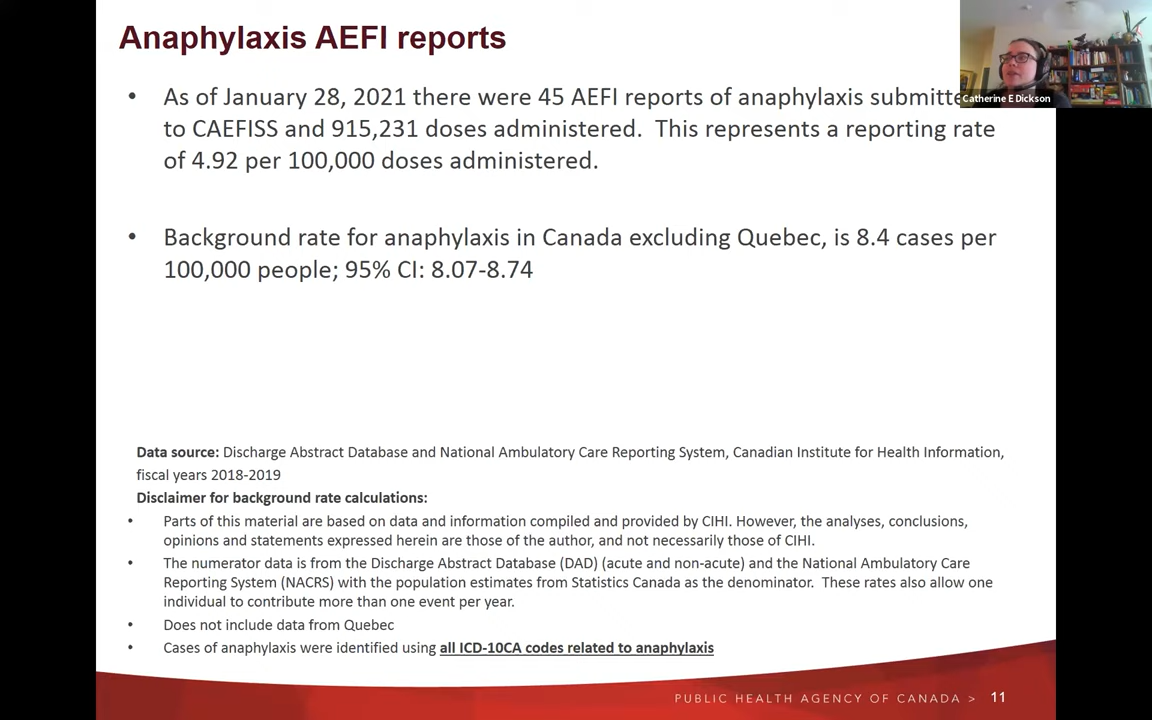 Anaphylaxis AEFI reports
Catherine E Dickson
• As of January 28, 2021 there were 45 AEFI reports of anaphylaxis submitte
to CAEFISS and 915,231 doses administered. This represents a reporting rate
of 4.92 per 100,000 doses administered.
• Background rate for anaphylaxis in Canada excluding Quebec, is 8.4 cases per
100,000 people; 95% CI: 8.07-8.74
Data source: Discharge Abstract Database and National Ambulatory Care Reporting System, Canadian Institute for Health Information,
fiscal years 2018-2019
Disclaimer for background rate calculations:
• Parts of this material are based on data and information compiled and provided by CIHI. However, the analyses, conclusions,
opinions and statements expressed herein are those of the author, and not necessarily those of CIHI.
• The numerator data is from the Discharge Abstract Database (DAD) (acute and non-acute) and the National Ambulatory Care
Reporting System (NACRS) with the population estimates from Statistics Canada as the denominator. These rates also allow one
individual to contribute more than one event per year.
• Does not include data from Quebec
• Cases of anaphylaxis were identified using all ICD-10CA codes related to anaphylaxis
PUBLIC HEALTH AGENCY OF CANADA > 11